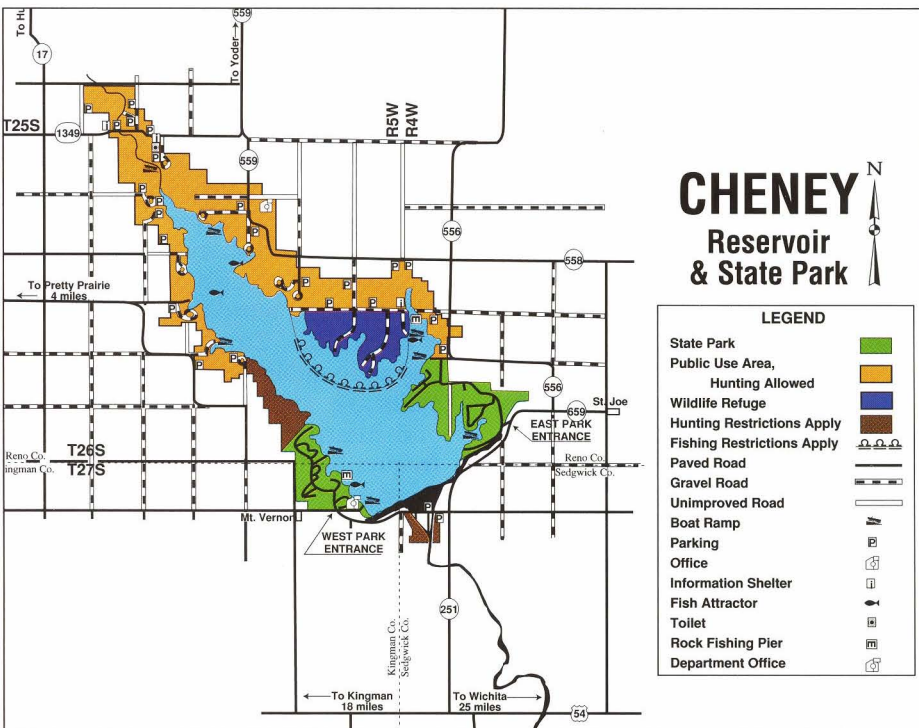 To Hu
17
559
To Yoder
T25S
1349
559
R5W
R4W
556
558
To Pretty Prairie
4 miles
556
St. Joe
659
EAST PARK
ENTRANCE
Reno Co.
Kingman Co.
T26S
T27S
Reno Co.
Sedgwick Co.
Mt. Vernon
WEST PARK
ENTRANCE
251
Kingman Co.
Sedgwick Co.
To Kingman
18 miles
To Wichita
25 miles
54
CHENEY
Reservoir
& State Park
N
LEGEND
State Park
Public Use Area,
Hunting Allowed
Wildlife Refuge
Hunting Restrictions Apply
Fishing Restrictions Apply
Paved Road
Gravel Road
Unimproved Road
Boat Ramp
Parking P
Office
Information Shelter i
Fish Attractor
Toilet
Rock Fishing Pier E
Department Office